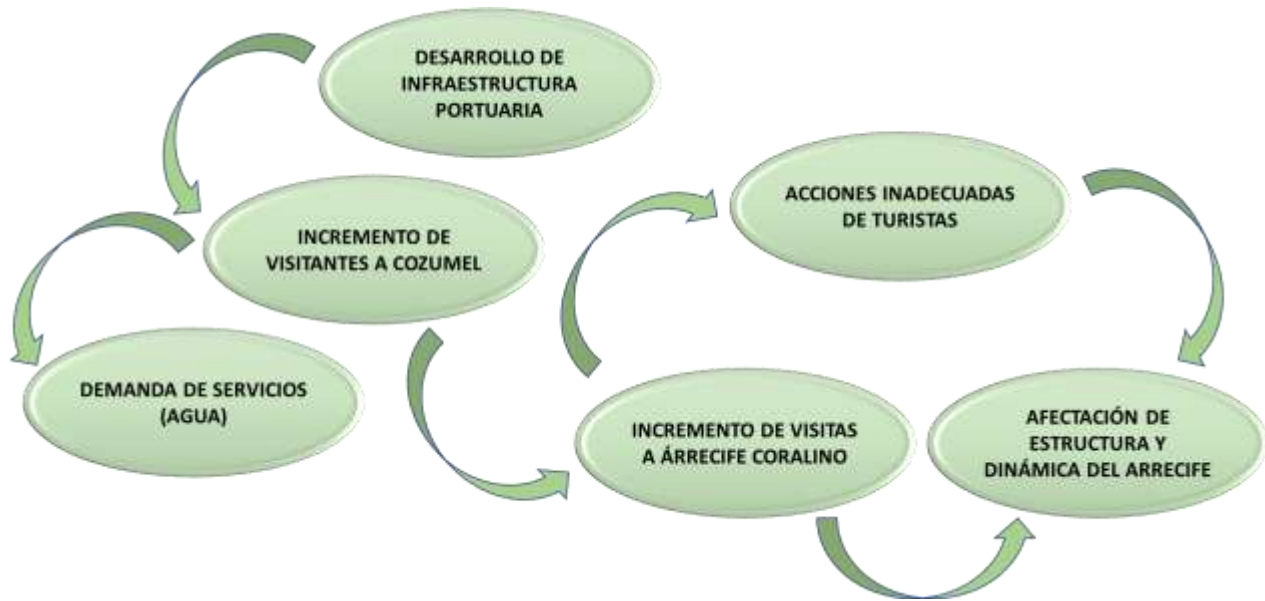 DESARROLLO DE
INFRAESTRUCTURA
PORTUARIA
INCREMENTO DE
VISITANTES A COZUMEL
DEMANDA DE SERVICIOS
(AGUA)
ACCIONES INADECUADAS
DE TURISTAS
INCREMENTO DE VISITAS
A ÁRRECIFE CORALINO
AFECTACIÓN DE
ESTRUCTURA Y
DINÁMICA DEL ARRECIFE